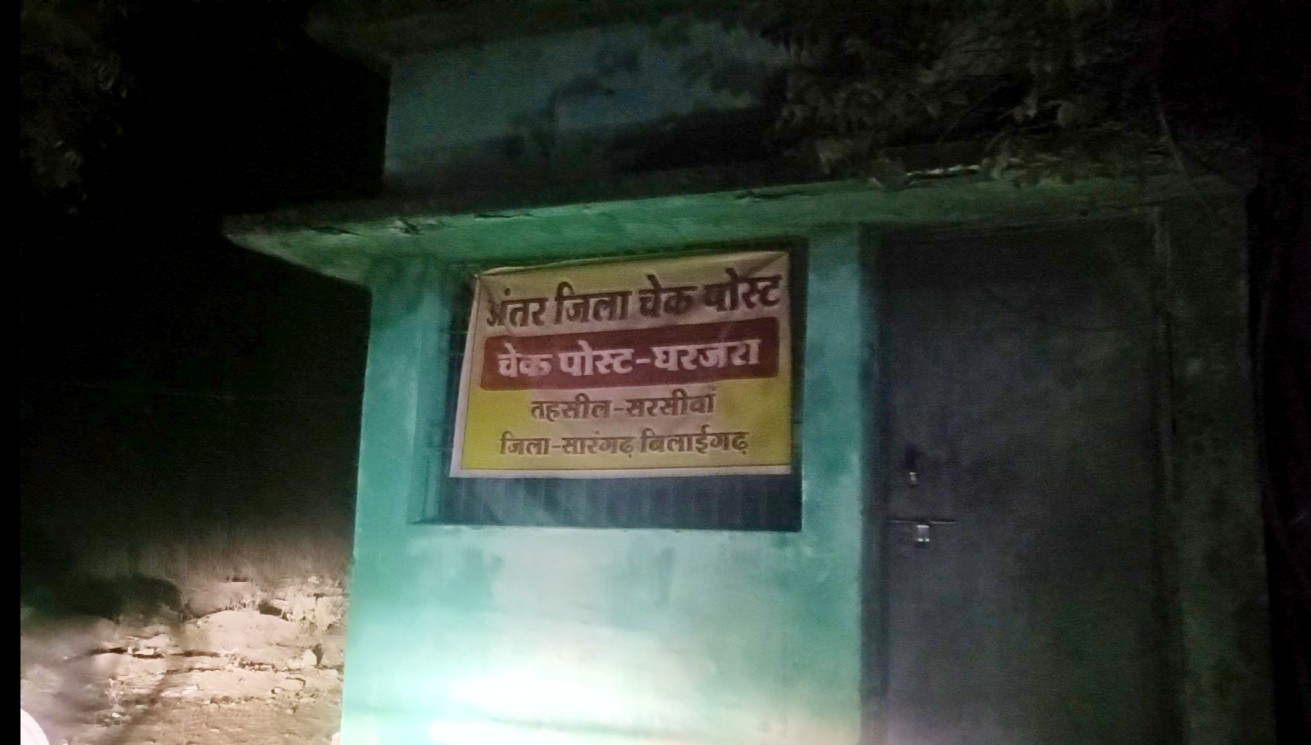 अंतर जिला चेक पोस्ट
चेक पोस्ट-घरजरा
तहसील-सरसीवां
जिला-सारंगढ़ बिलाईगढ़